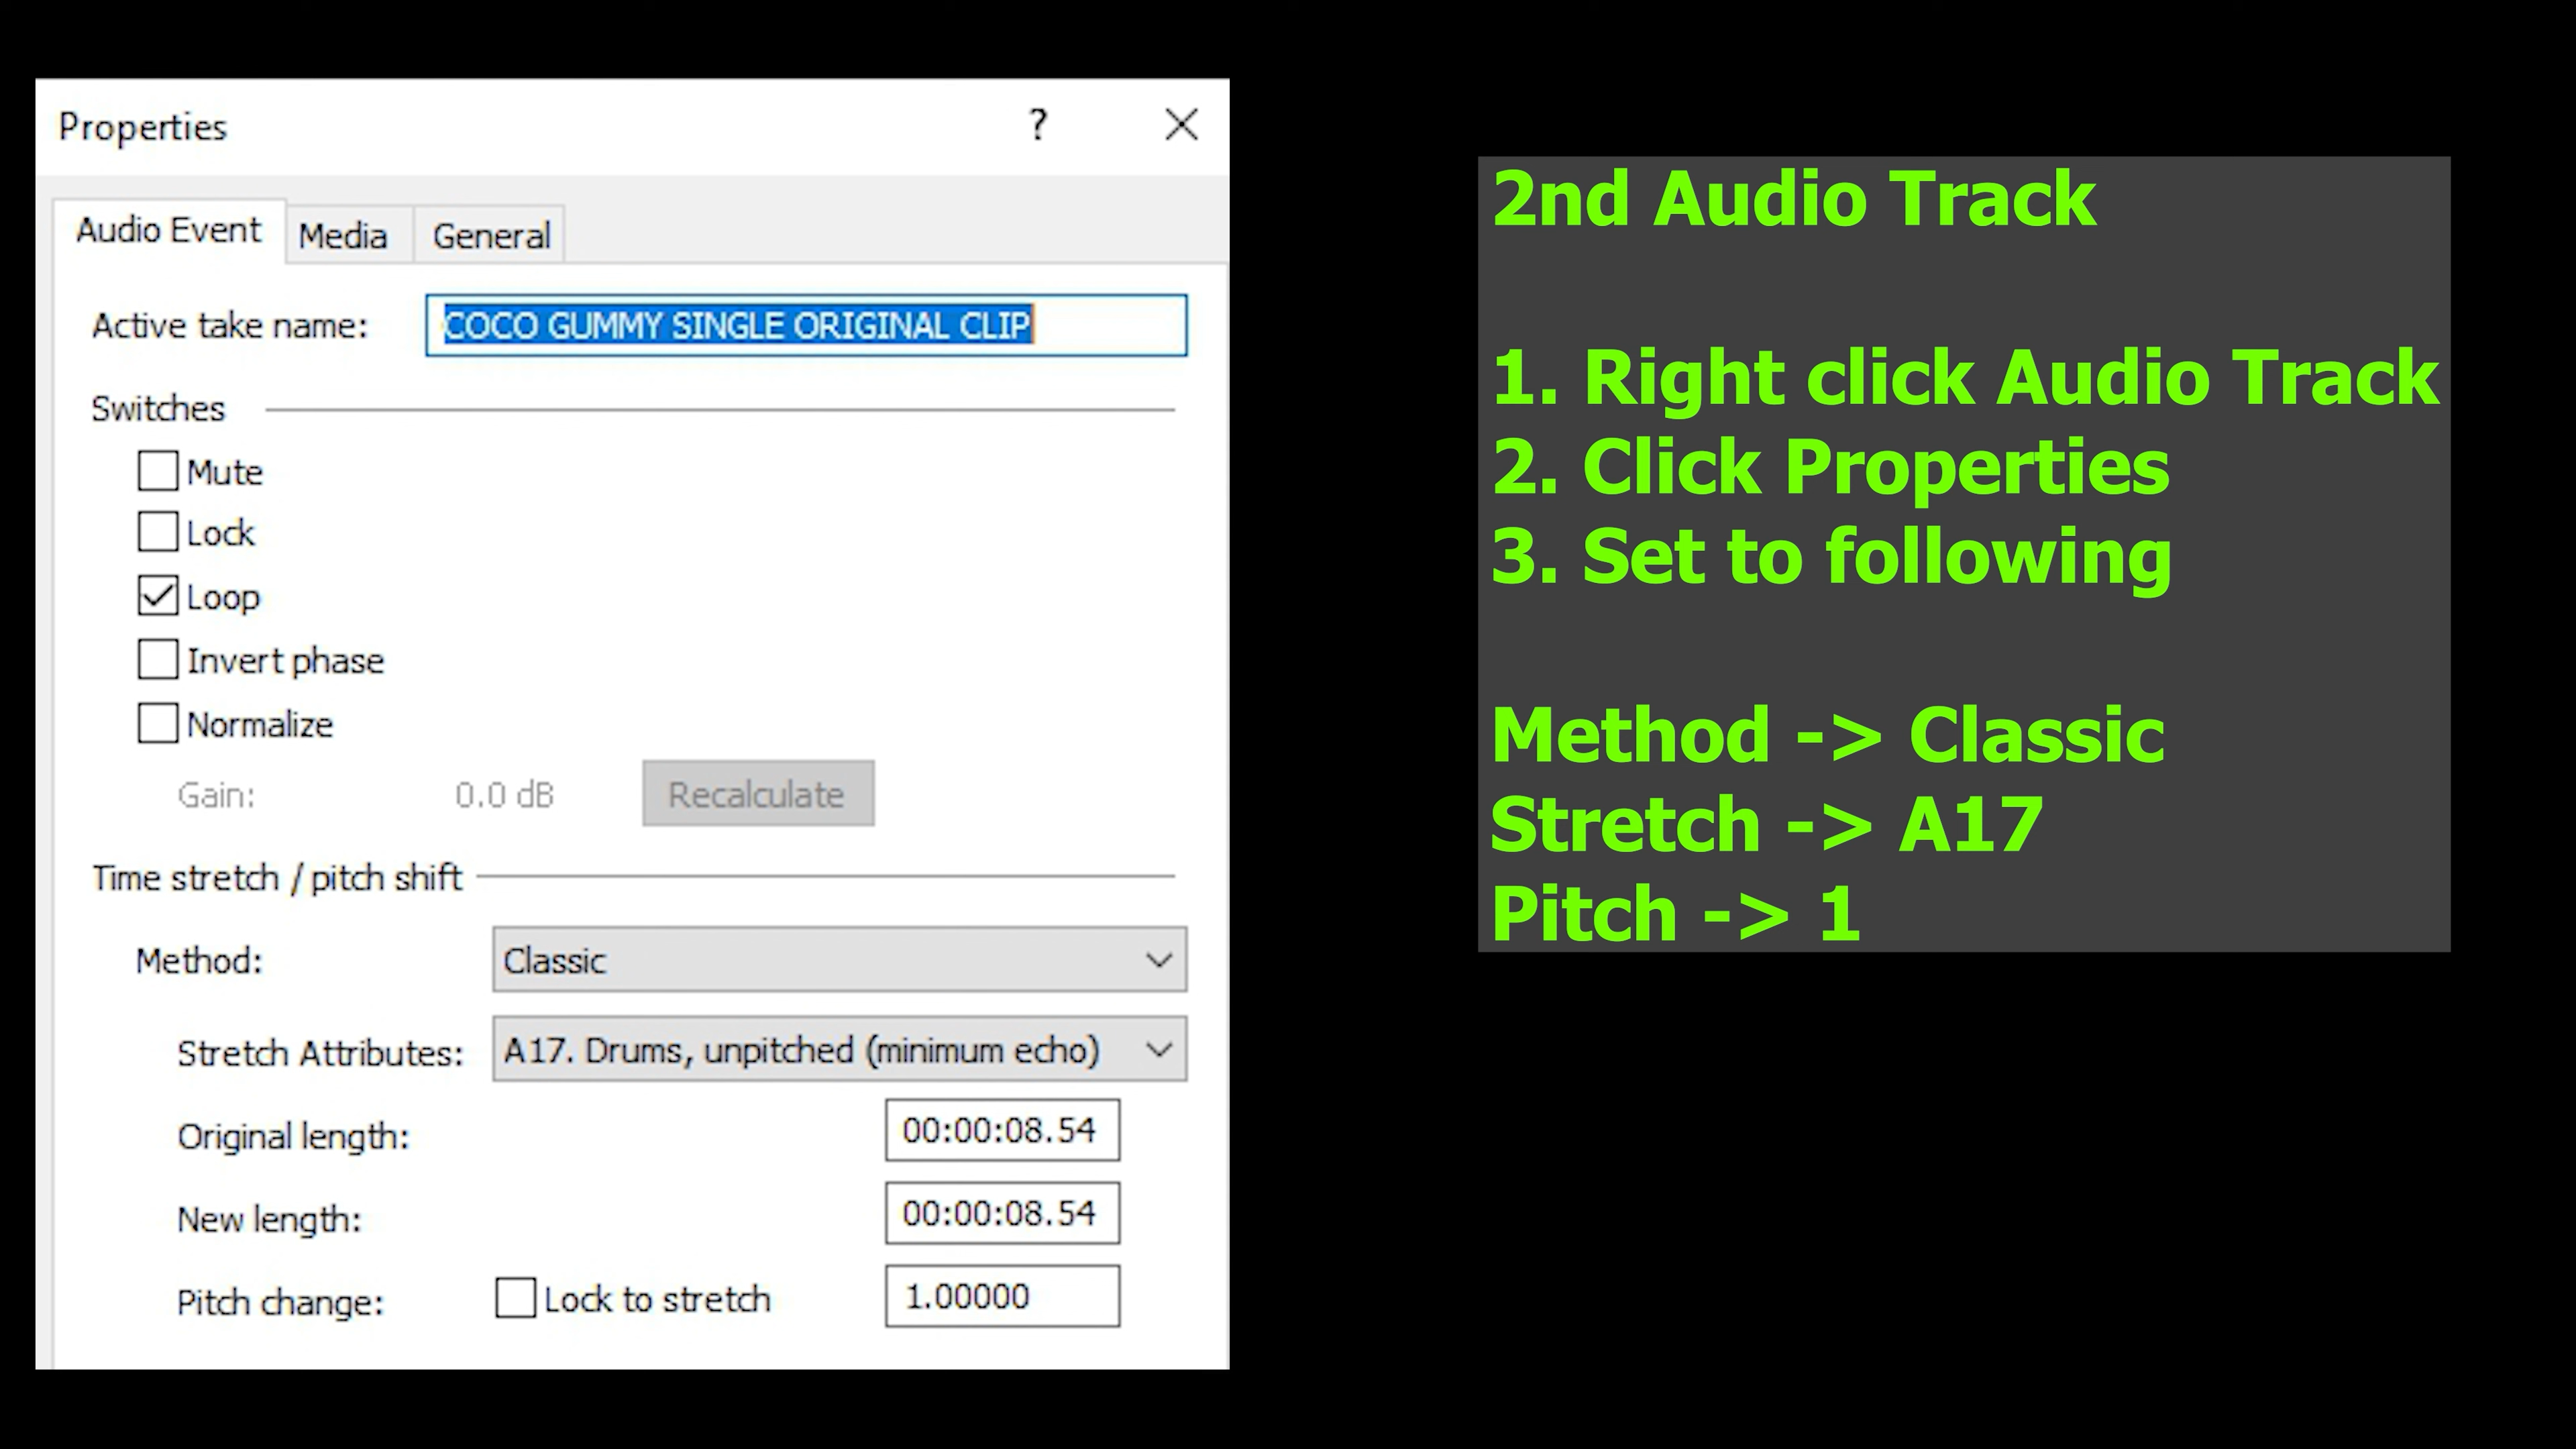 Properties
?
Audio Event Media General
Active take name: COCO GUMMY SINGLE ORIGINAL CLIP
Switches
Mute
Lock
Loop
Invert phase
Normalize
Gain: 0.0 dB Recalculate
Time stretch / pitch shift
Method: Classic
Stretch Attributes: A17. Drums, unpitched (minimum echo)
Original length: 00:00:08.54
New length: 00:00:08.54
Pitch change: Lock to stretch 1.00000
2nd Audio Track
1. Right click Audio Track
2. Click Properties
3. Set to following
Method -> Classic
Stretch -> A17
Pitch -> 1